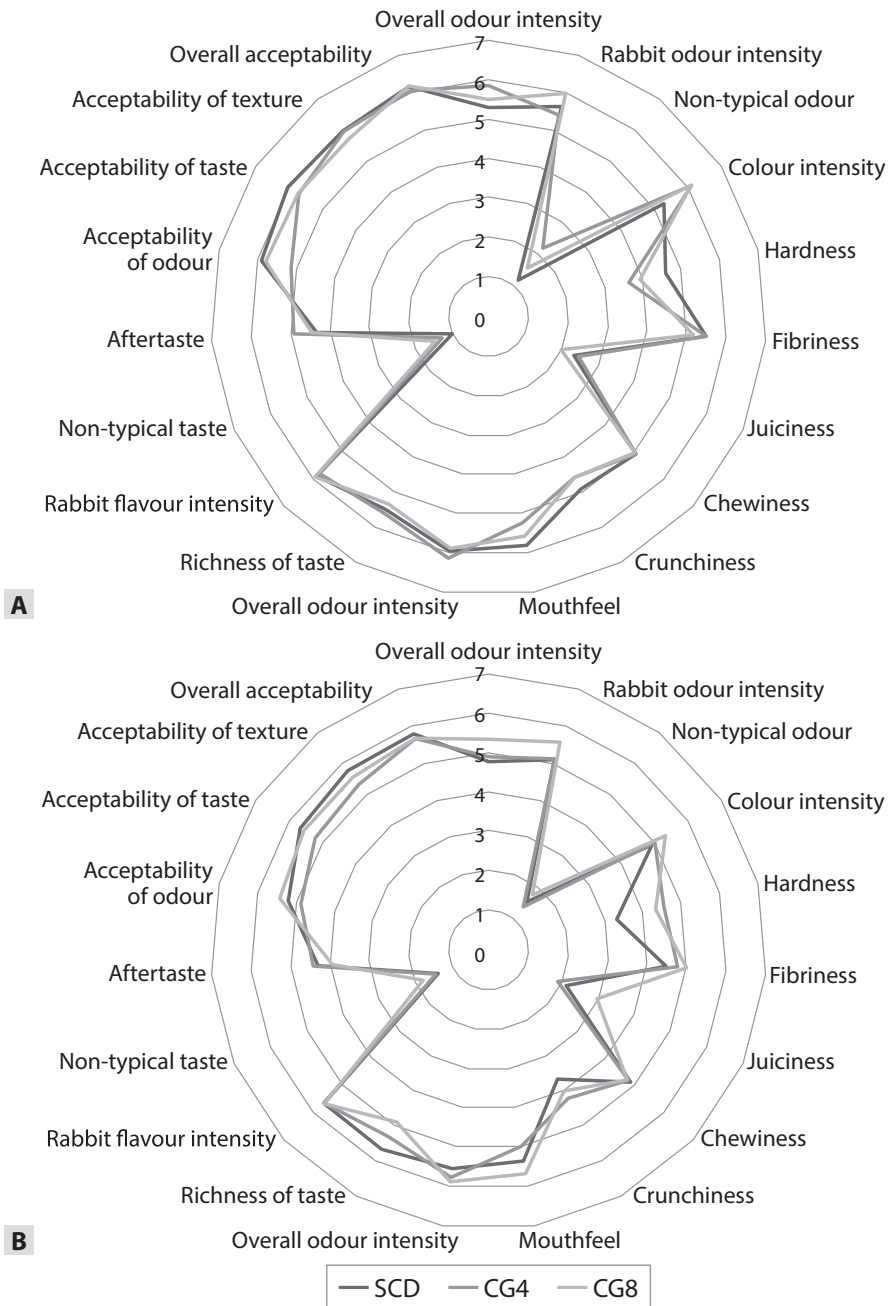 Overall odour intensity
Rabbit odour intensity
Non-typical odour
Colour intensity
Hardness
Fibriness
Juiciness
Chewiness
Crunchiness
Mouthfeel
Overall odour intensity
Richness of taste
Rabbit flavour intensity
Non-typical taste
Aftertaste
Acceptability
of odour
Acceptability of taste
Acceptability of texture
Overall acceptability
7
6
5
4
3
2
1
0
A
Overall odour intensity
Rabbit odour intensity
Non-typical odour
Colour intensity
Hardness
Fibriness
Juiciness
Chewiness
Crunchiness
Mouthfeel
Overall odour intensity
Richness of taste
Rabbit flavour intensity
Non-typical taste
Aftertaste
Acceptability
of odour
Acceptability of taste
Acceptability of texture
Overall acceptability
7
6
5
4
3
2
1
0
B
SCD CG4 CG8